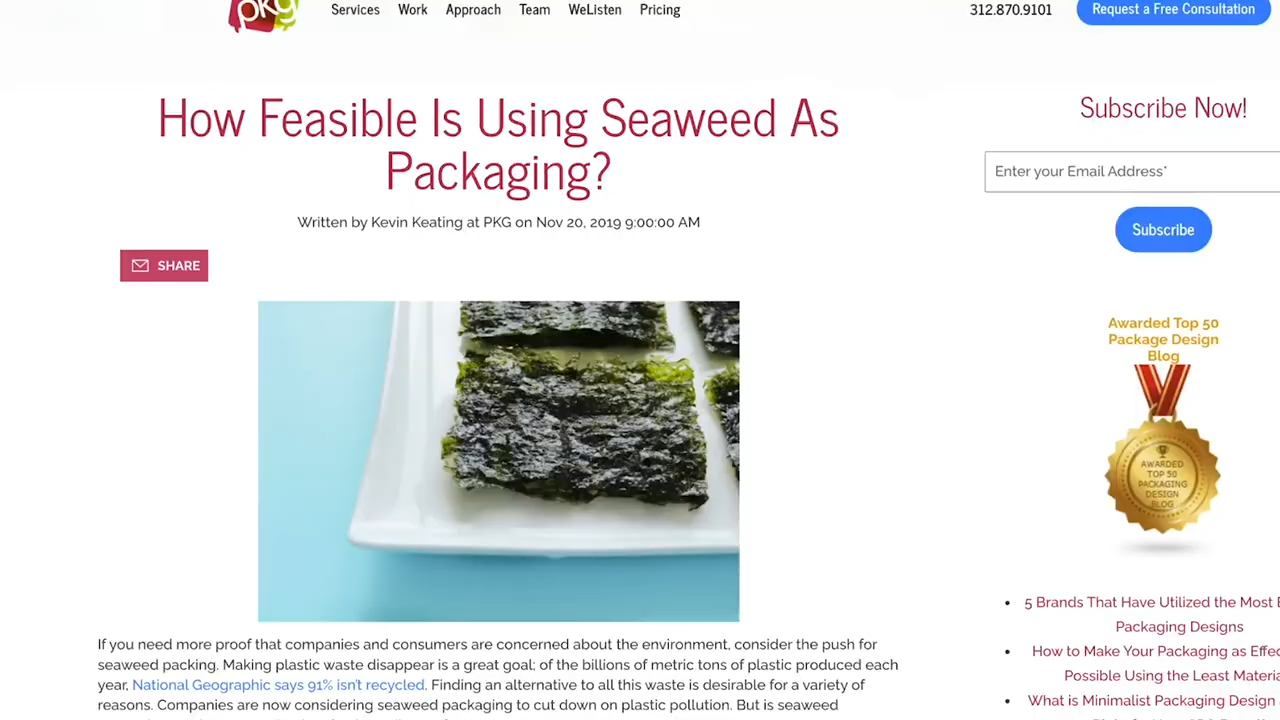 pkg
Services Work Approach Team WeListen Pricing
312.870.9101
Request a Free Consultation
How Feasible Is Using Seaweed As
Packaging?
Written by Kevin Keating at PKG on Nov 20, 2019 9:00:00 AM
SHARE
If you need more proof that companies and consumers are concerned about the environment, consider the push for
seaweed packing. Making plastic waste disappear is a great goal; of the billions of metric tons of plastic produced each
year, National Geographic says 91% isn't recycled. Finding an alternative to all this waste is desirable for a variety of
reasons. Companies are now considering seaweed packaging to cut down on plastic pollution. But is seaweed
Subscribe Now!
Enter your Email Address*
Subscribe
Awarded Top 50
Package Design
Blog
AWARDED
TOP 50
PACKAGING
DESIGN
BLOG
5 Brands That Have Utilized the Most
Packaging Designs
How to Make Your Packaging as
Possible Using the Least
What is Minimalist Packaging Design